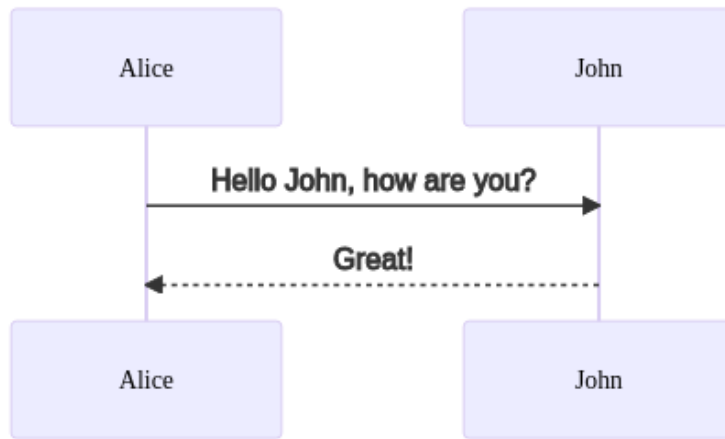 Alice
John
Hello John, how are you?
Great!
Alice
John